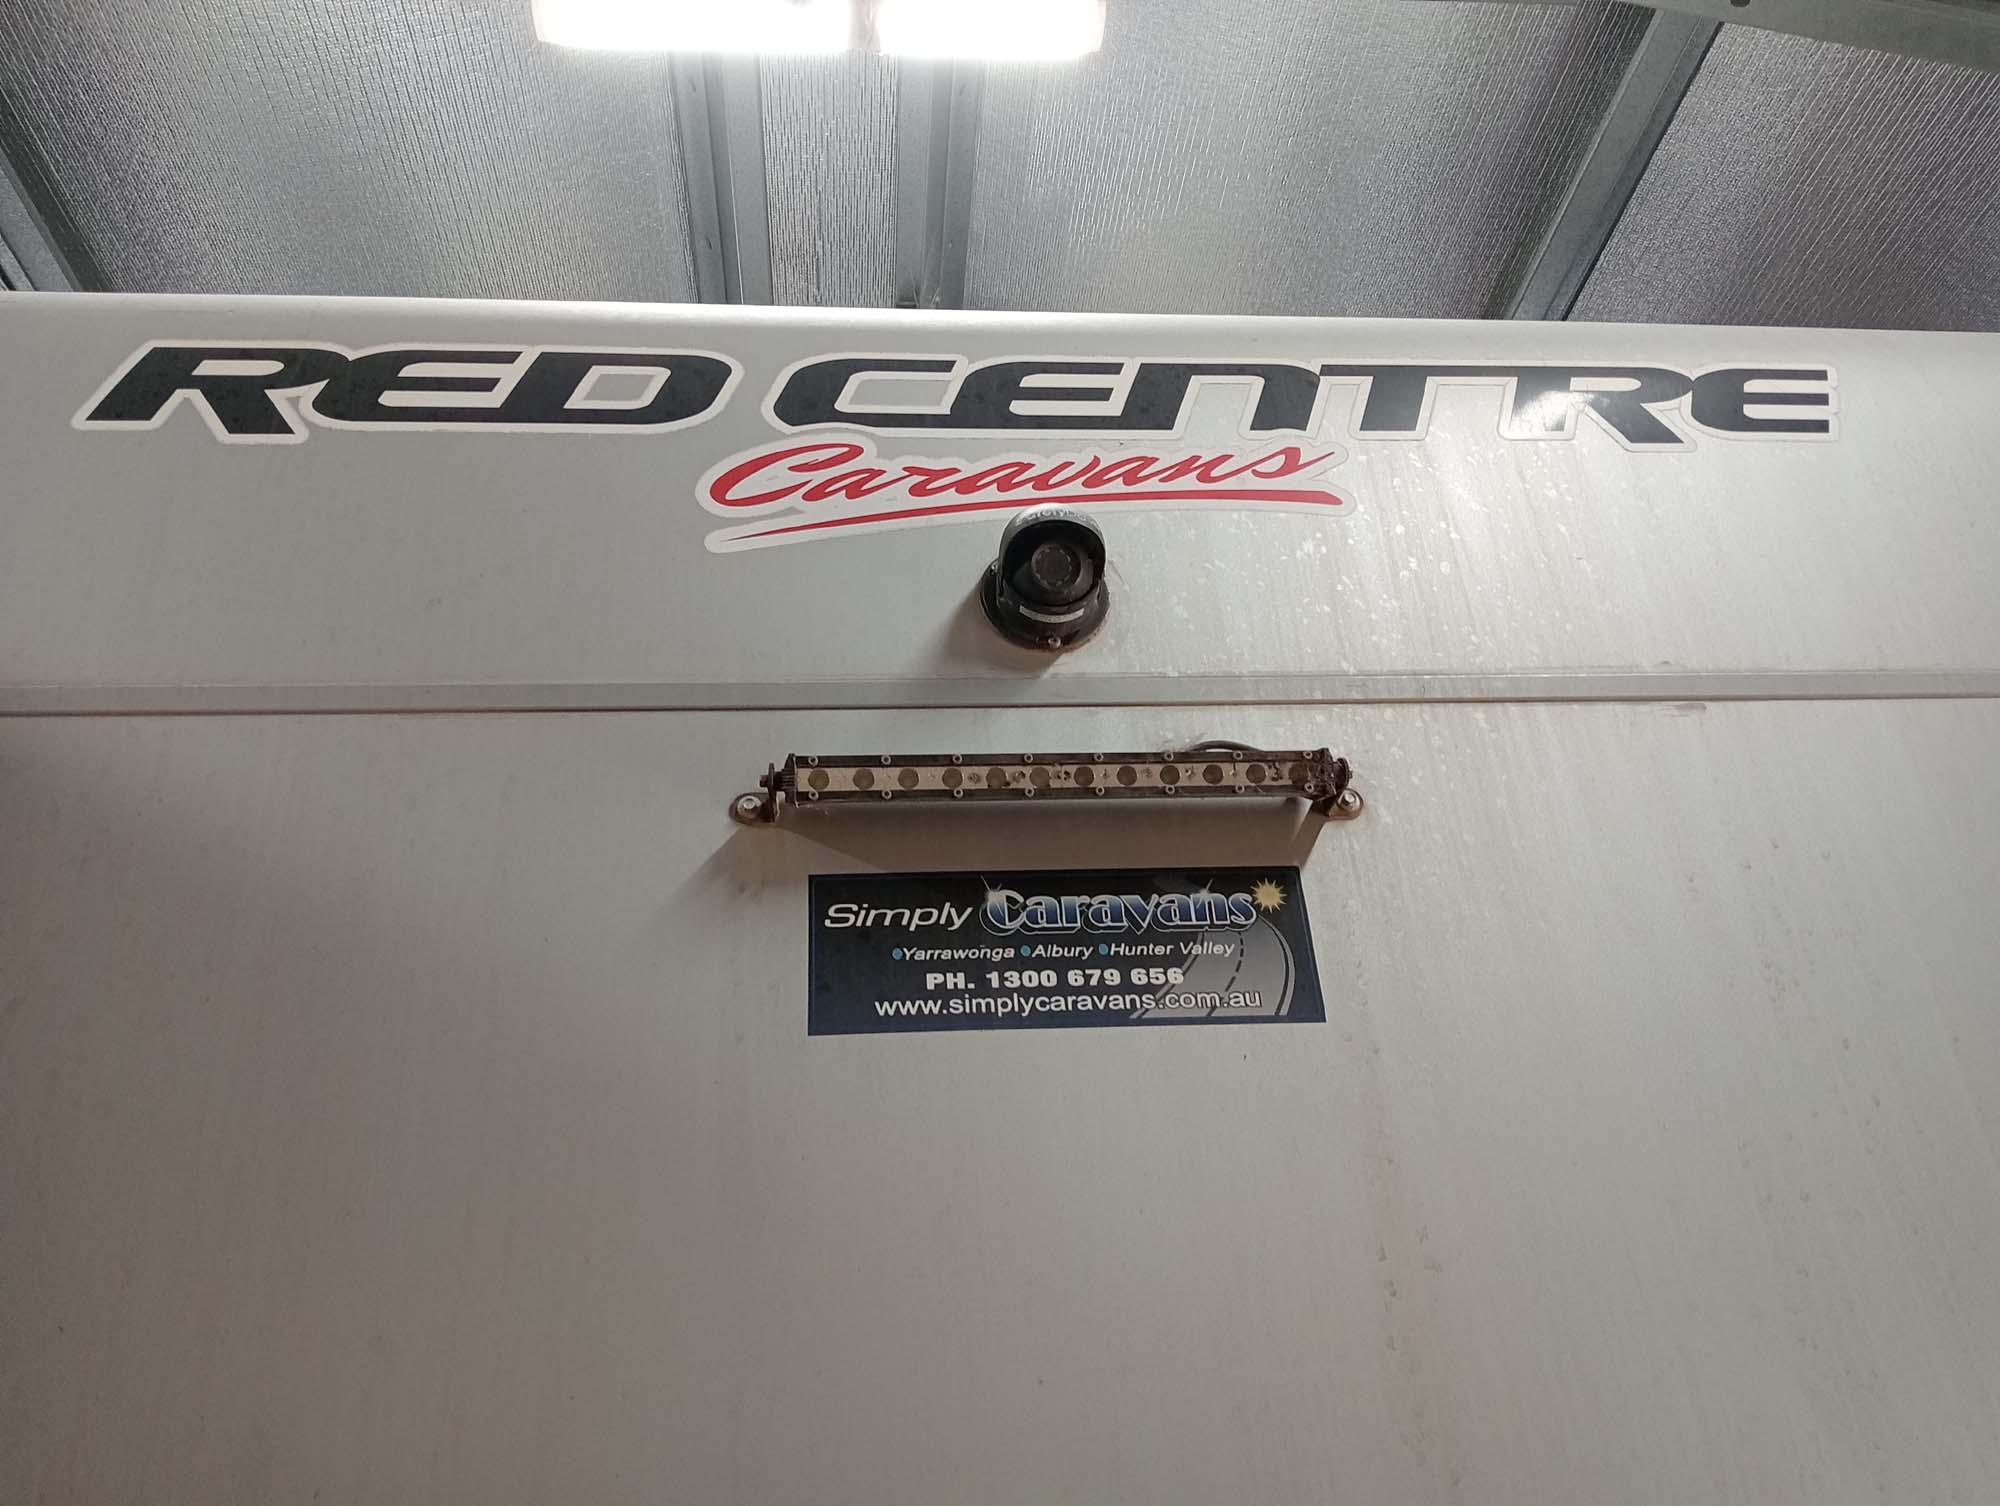 RED CENTRE
Caravans
Simply Caravans
Yarrawonga Albury Hunter Valley
PH. 1300 679 656
www.simplycaravans.com.au